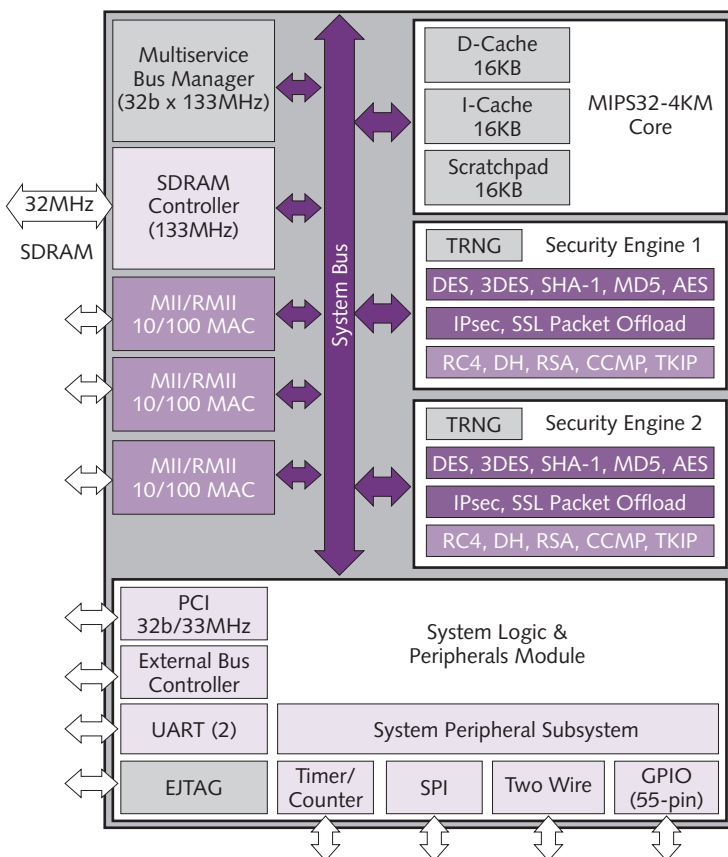 Multiservice
Bus Manager
(32b x 133MHz)
SDRAM
Controller
(133MHz)
32MHz
SDRAM
MII/RMII
10/100 MAC
MII/RMII
10/100 MAC
MII/RMII
10/100 MAC
System Bus
D-Cache
16KB
I-Cache
16KB
Scratchpad
16KB
MIPS32-4KM
Core
TRNG
Security Engine 1
DES, 3DES, SHA-1, MD5, AES
IPsec, SSL Packet Offload
RC4, DH, RSA, CCMP, TKIP
TRNG
Security Engine 2
DES, 3DES, SHA-1, MD5, AES
IPsec, SSL Packet Offload
RC4, DH, RSA, CCMP, TKIP
PCI
32b/33MHz
External Bus
Controller
UART (2)
EJTAG
System Logic &
Peripherals Module
System Peripheral Subsystem
Timer/
Counter
SPI
Two Wire
GPIO
(55-pin)